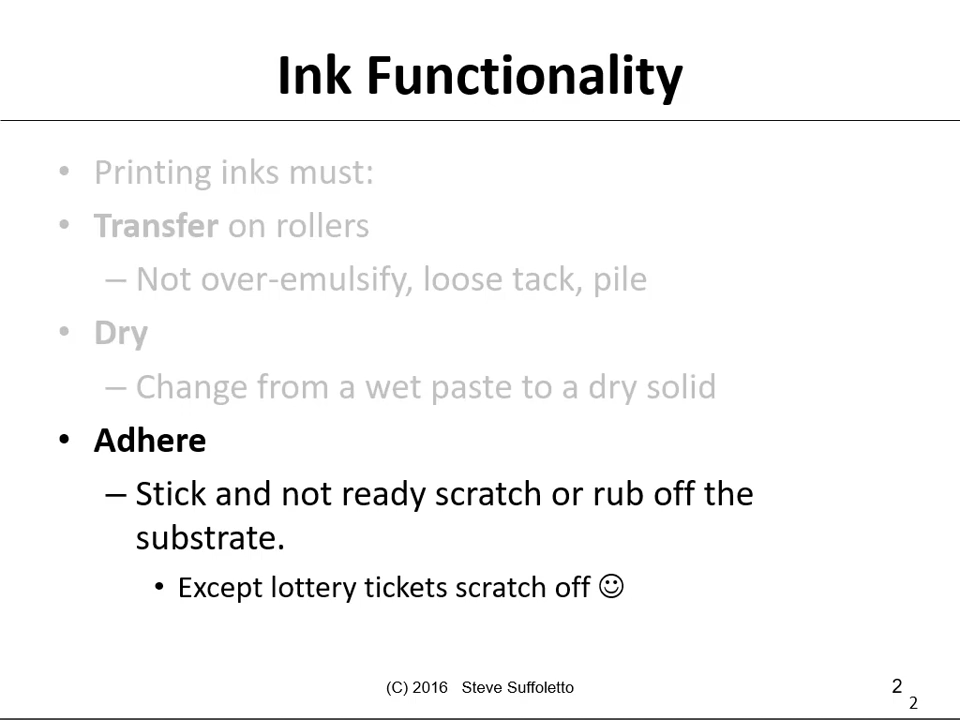 Ink Functionality
• Printing inks must:
• Transfer on rollers
– Not over-emulsify, loose tack, pile
• Dry
– Change from a wet paste to a dry solid
• Adhere
– Stick and not ready scratch or rub off the
substrate.
• Except lottery tickets scratch off ☺
(C) 2016 Steve Suffoletto
2
2